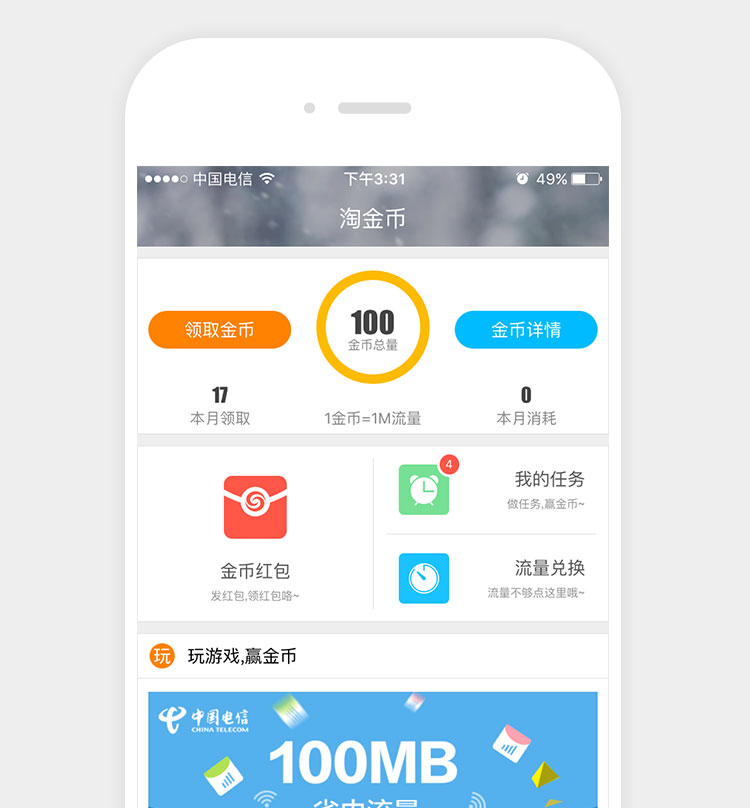 中国电信 下午3:31 49%
淘金币
领取金币
100
金币总量
金币详情
17
本月领取
1金币=1M流量
0
本月消耗
金币红包
发红包,领红包咯~
4
我的任务
做任务,赢金币~
流量兑换
流量不够点这里哦~
玩 玩游戏,赢金币
中国电信
CHINA TELECOM
100MB
省内流量